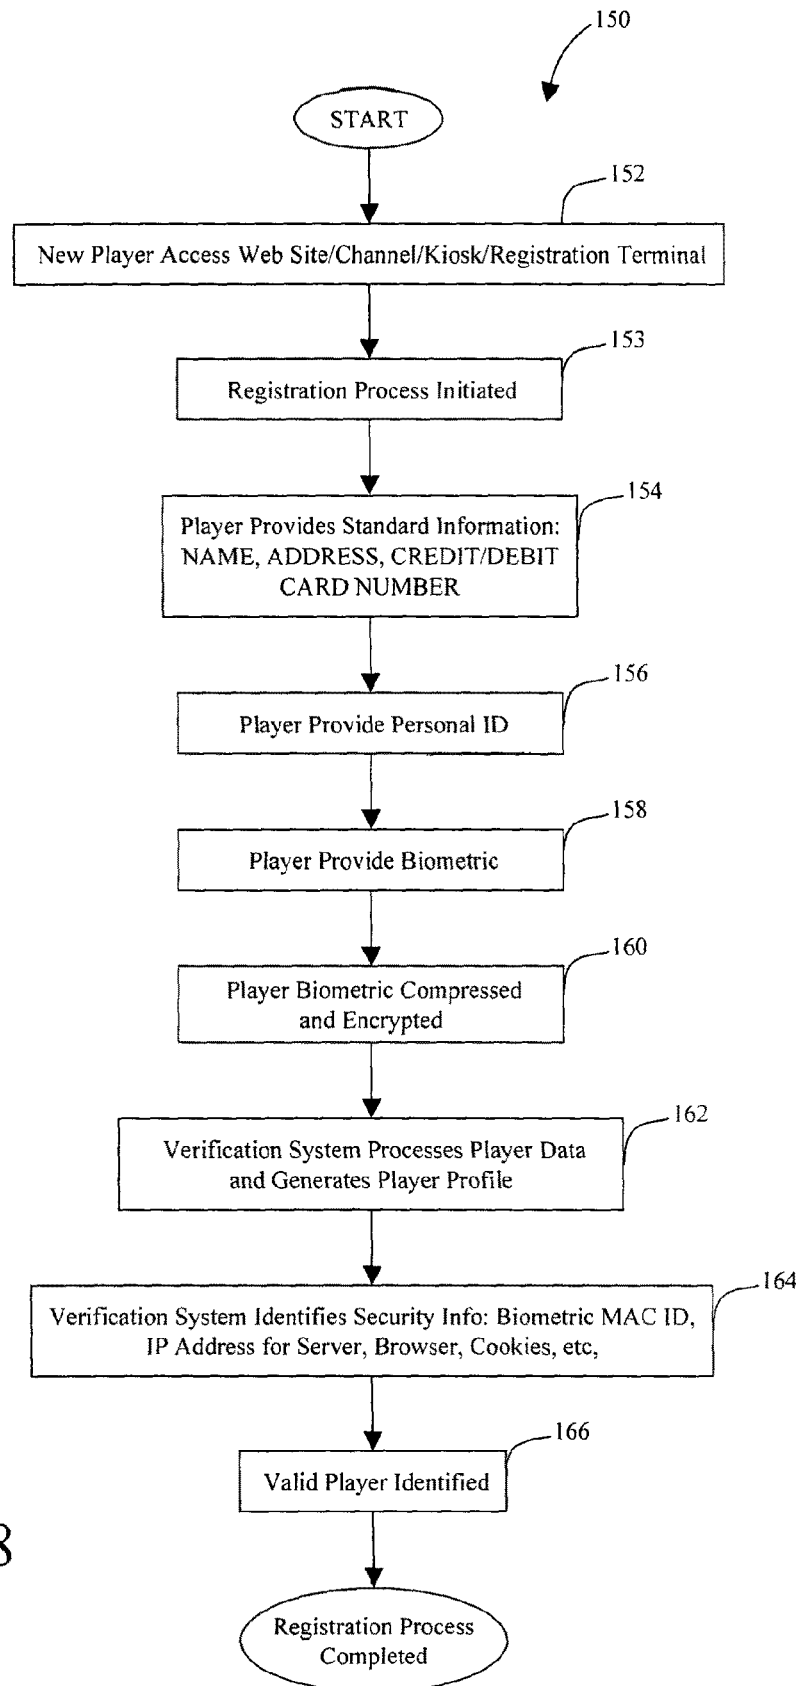 150
START
152
New Player Access Web Site/Channel/Kiosk/Registration Terminal
153
Registration Process Initiated
154
Player Provides Standard Information:
NAME, ADDRESS, CREDIT/DEBIT
CARD NUMBER
156
Player Provide Personal ID
158
Player Provide Biometric
160
Player Biometric Compressed
and Encrypted
162
Verification System Processes Player Data
and Generates Player Profile
164
Verification System Identifies Security Info: Biometric MAC ID,
IP Address for Server, Browser, Cookies, etc,
166
Valid Player Identified
8
Registration Process
Completed